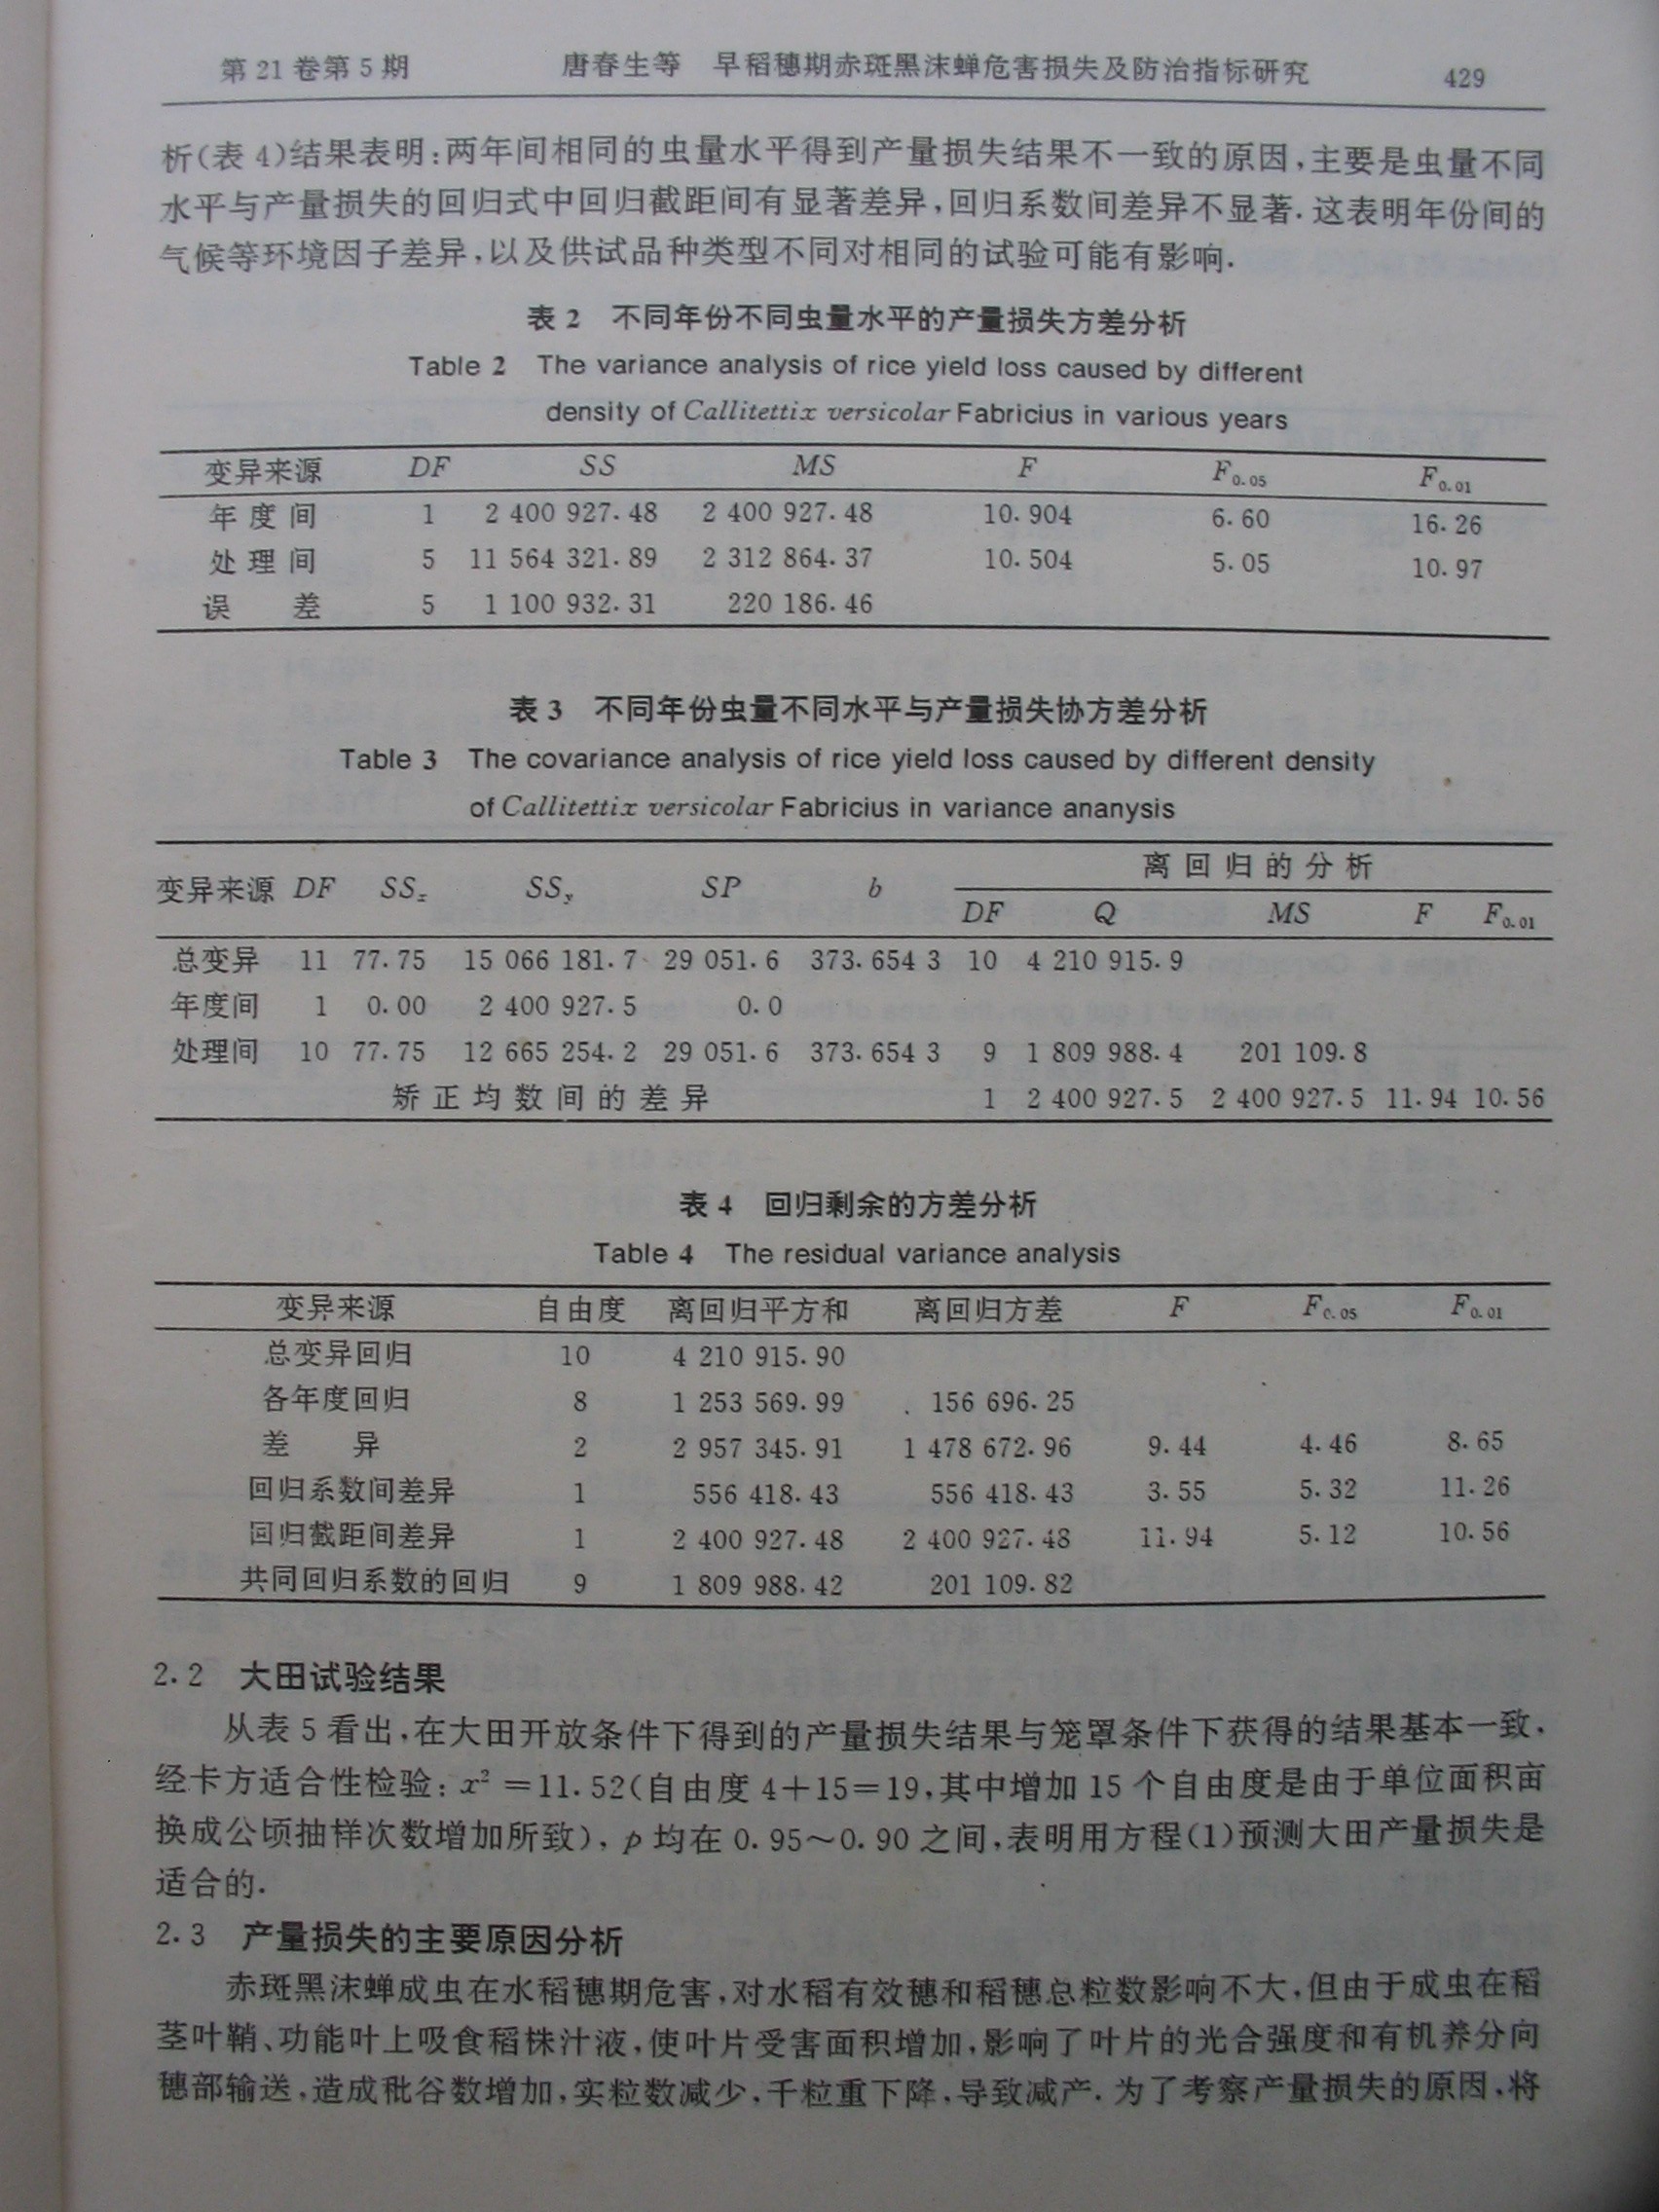 第 21 卷第 5 期 唐春生等 早稻穗期赤斑黑沫蝉危害损失及防治指标研究 429
析(表 4)结果表明:两年间相同的虫量水平得到产量损失结果不一致的原因,主要是虫量不同
水平与产量损失的回归式中回归截距间有显著差异,回归系数间差异不显著.这表明年份间的
气候等环境因子差异,以及供试品种类型不同对相同的试验可能有影响.
表 2 不同年份不同虫量水平的产量损失方差分析
Table 2 The variance analysis of rice yield loss caused by different
density of Callitettix versicolar Fabricius in various years
变异来源 DF SS MS F F0.05 F0.01
年 度 间 1 2 400 927.48 2 400 927.48 10.904 6.60 16.26
处 理 间 5 11 564 321.89 2 312 864.37 10.504 5.05 10.97
误 差 5 1 100 932.31 220 186.46
表 3 不同年份虫量不同水平与产量损失协方差分析
Table 3 The covariance analysis of rice yield loss caused by different density
of Callitettix versicolar Fabricius in variance ananysis
离 回 归 的 分 析
变异来源 DF SSx SSy SP b DF Q MS F F0.01
总变异 11 77.75 15 066 181.7 29 051.6 373.654 3 10 4 210 915.9
年度间 1 0.00 2 400 927.5 0.0
处理间 10 77.75 12 665 254.2 29 051.6 373.654 3 9 1 809 988.4 201 109.8
矫 正 均 数 间 的 差 异 1 2 400 927.5 2 400 927.5 11.94 10.56
表 4 回归剩余的方差分析
Table 4 The residual variance analysis
变异来源 自由度 离回归平方和 离回归方差 F F0.05 F0.01
总变异回归 10 4 210 915.90
各年度回归 8 1 253 569.99 156 696.25
差 异 2 2 957 345.91 1 478 672.96 9.44 4.46 8.65
回归系数间差异 1 556 418.43 556 418.43 3.55 5.32 11.26
回归截距间差异 1 2 400 927.48 2 400 927.48 11.94 5.12 10.56
共同回归系数的回归 9 1 809 988.42 201 109.82
2.2 大田试验结果
从表 5 看出,在大田开放条件下得到的产量损失结果与笼罩条件下获得的结果基本一致.
经卡方适合性检验: x² =11.52(自由度 4+15=19,其中增加 15 个自由度是由于单位面积亩
换成公顷抽样次数增加所致), p 均在 0.95～0.90 之间,表明用方程(1)预测大田产量损失是
适合的.
2.3 产量损失的主要原因分析
赤斑黑沫蝉成虫在水稻穗期危害,对水稻有效穗和稻穗总粒数影响不大,但由于成虫在稻
茎叶鞘、功能叶上吸食稻株汁液,使叶片受害面积增加,影响了叶片的光合强度和有机养分向
穗部输送,造成秕谷数增加,实粒数减少,千粒重下降,导致减产.为了考察产量损失的原因,将